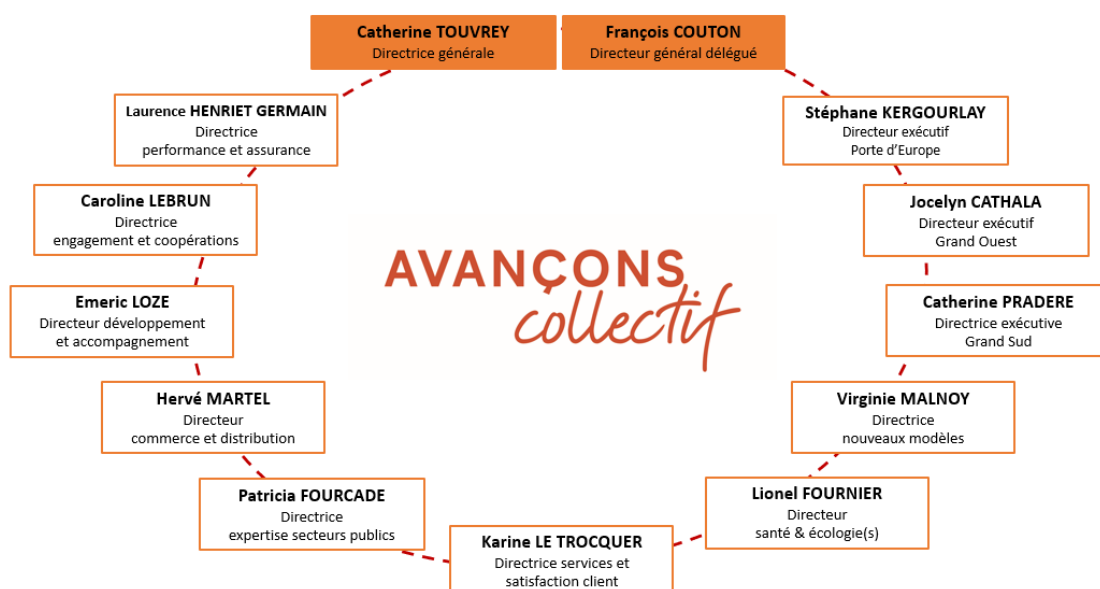 Catherine TOUVREY
Directrice générale
François COUTON
Directeur général délégué
Laurence HENRIET GERMAIN
Directrice
performance et assurance
Stéphane KERGOURLAY
Directeur exécutif
Porte d’Europe
Caroline LEBRUN
Directrice
engagement et coopérations
Jocelyn CATHALA
Directeur exécutif
Grand Ouest
AVANÇONS
collectif
Emeric LOZE
Directeur développement
et accompagnement
Catherine PRADERE
Directrice exécutive
Grand Sud
Hervé MARTEL
Directeur
commerce et distribution
Virginie MALNOY
Directrice
nouveaux modèles
Patricia FOURCADE
Directrice
expertise secteurs publics
Lionel FOURNIER
Directeur
santé & écologie(s)
Karine LE TROCQUER
Directrice services et
satisfaction client